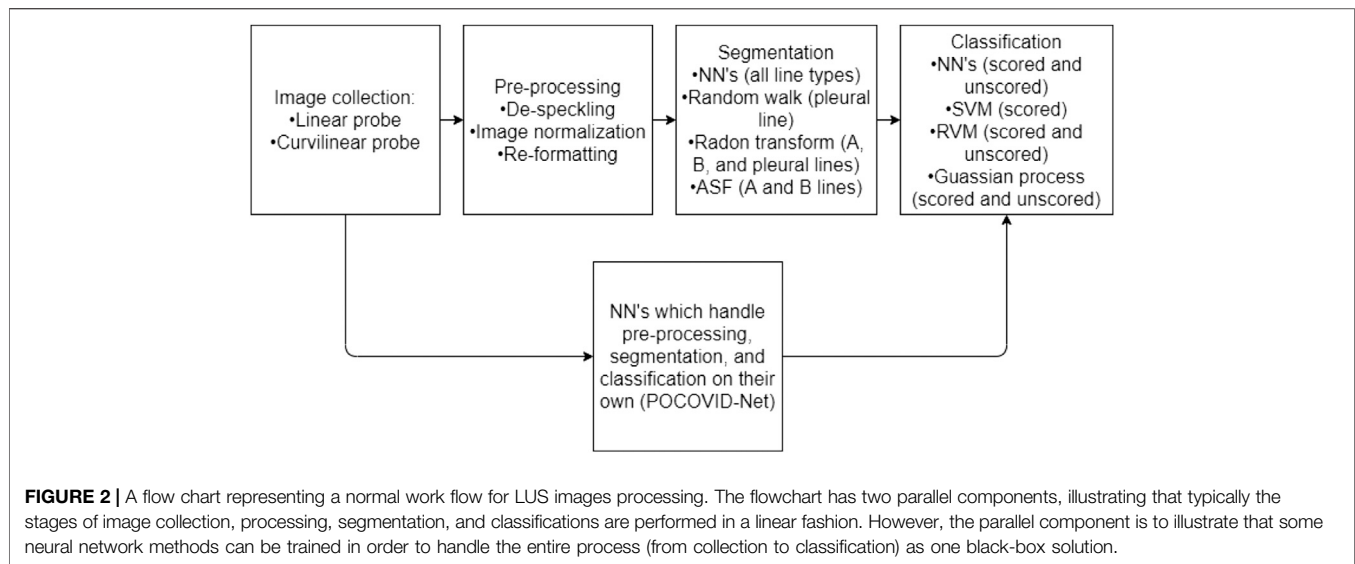 Image collection:
•Linear probe
•Curvilinear probe
Pre-processing
•De-speckling
•Image normalization
•Re-formatting
Segmentation
•NN's (all line types)
•Random walk (pleural
line)
•Radon transform (A,
B, and pleural lines)
•ASF (A and B lines)
Classification
•NN's (scored and
unscored)
•SVM (scored)
•RVM (scored and
unscored)
•Guassian process
(scored and unscored)
NN's which handle
pre-processing,
segmentation, and
classification on their
own (POCOVID-Net)
FIGURE 2 | A flow chart representing a normal work flow for LUS images processing. The flowchart has two parallel components, illustrating that typically the
stages of image collection, processing, segmentation, and classifications are performed in a linear fashion. However, the parallel component is to illustrate that some
neural network methods can be trained in order to handle the entire process (from collection to classification) as one black-box solution.